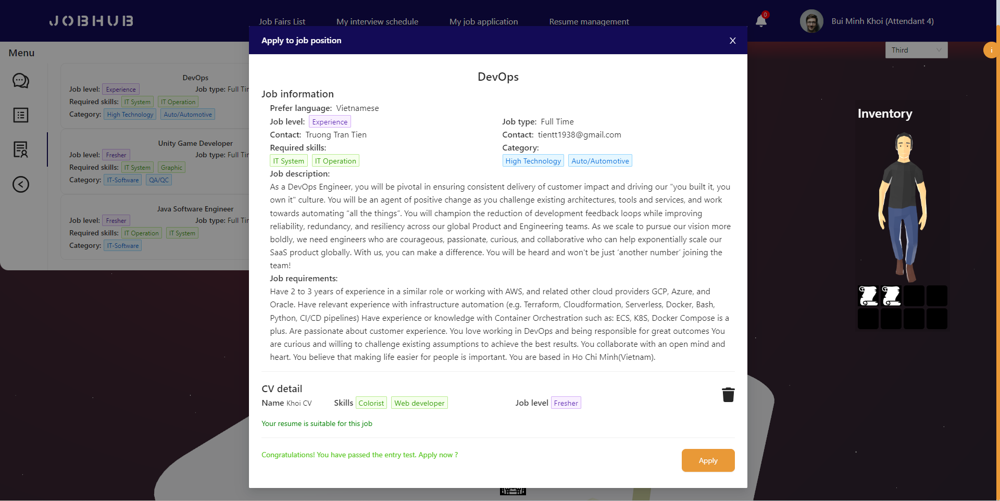 JOBHUB
Job Fairs List
My interview schedule
My job application
Resume management
0
Bui Minh Khoi (Attendant 4)
Menu
DevOps
Job level: Experience
Job type: Full Tir
Required skills: IT System IT Operation
Category: High Technology Auto/Automotive
Unity Game Developer
Job level: Fresher
Job type: Full Tir
Required skills: IT System Graphic
Category: IT-Software QA/QC
Java Software Engineer
Job level: Fresher
Job type: Full Tir
Required skills: IT Operation IT System
Category: IT-Software
Apply to job position
X
DevOps
Job information
Prefer language: Vietnamese
Job level: Experience
Job type: Full Time
Contact: Truong Tran Tien
Contact: tientt1938@gmail.com
Required skills:
Category:
IT System IT Operation
High Technology Auto/Automotive
Job description:
As a DevOps Engineer, you will be pivotal in ensuring consistent delivery of customer impact and driving our "you built it, you
own it" culture. You will be an agent of positive change as you challenge existing architectures, tools and services, and work
towards automating “all the things”. You will champion the reduction of development feedback loops while improving
reliability, redundancy, and resiliency across our global Product and Engineering teams. As we scale to pursue our vision more
boldly, we need engineers who are courageous, passionate, curious, and collaborative who can help exponentially scale our
SaaS product globally. With us, you can make a difference. You will be heard and won't be just ‘another number’ joining the
team!
Job requirements:
Have 2 to 3 years of experience in a similar role or working with AWS, and related other cloud providers GCP, Azure, and
Oracle. Have relevant experience with infrastructure automation (e.g. Terraform, Cloudformation, Serverless, Docker, Bash,
Python, CI/CD pipelines) Have experience or knowledge with Container Orchestration such as: ECS, K8S, Docker Compose is a
plus. Are passionate about customer experience. You love working in DevOps and being responsible for great outcomes You
are curious and willing to challenge existing assumptions to achieve the best results. You collaborate with an open mind and
heart. You believe that making life easier for people is important. You are based in Ho Chi Minh(Vietnam).
CV detail
Name Khoi CV
Skills Colorist Web developer
Job level Fresher
Your resume is suitable for this job
Congratulations! You have passed the entry test. Apply now ?
Apply
Third
i
Inventory